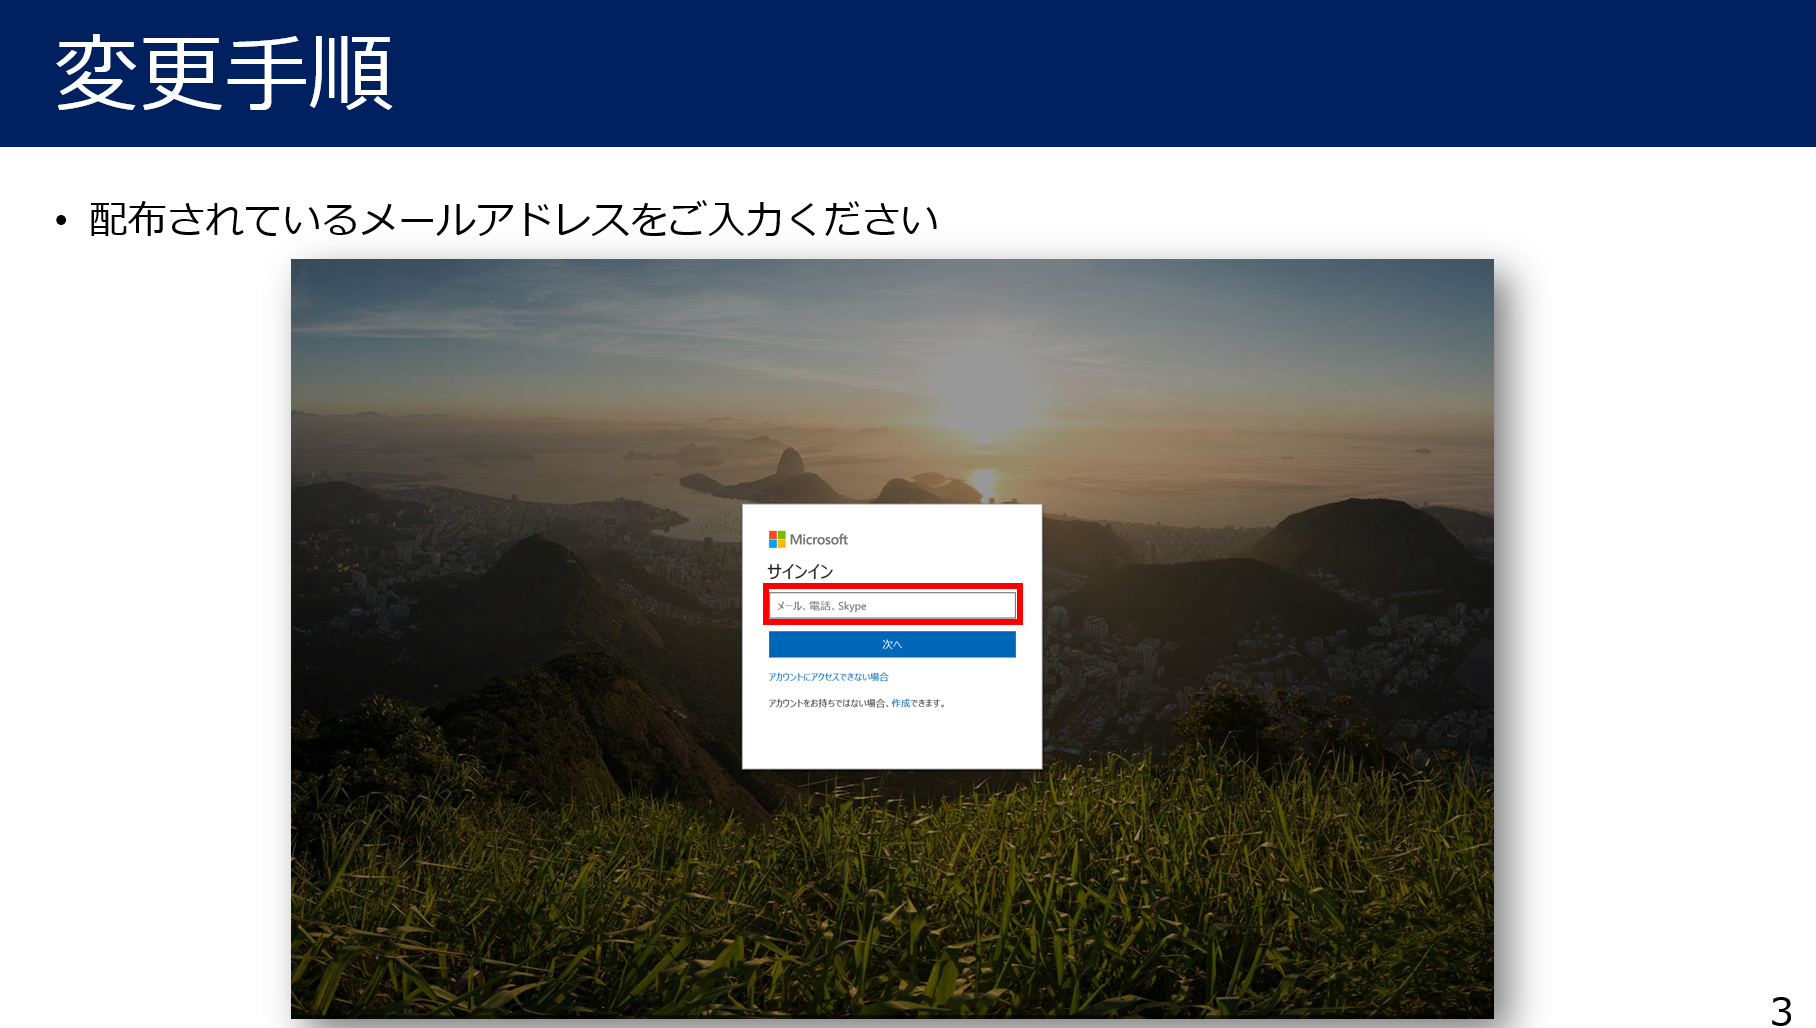 変更手順
• 配布されているメールアドレスをご入力ください
Microsoft
サインイン
メール、電話、Skype
次へ
アカウントにアクセスできない場合
アカウントをお持ちではない場合、作成できます。
3